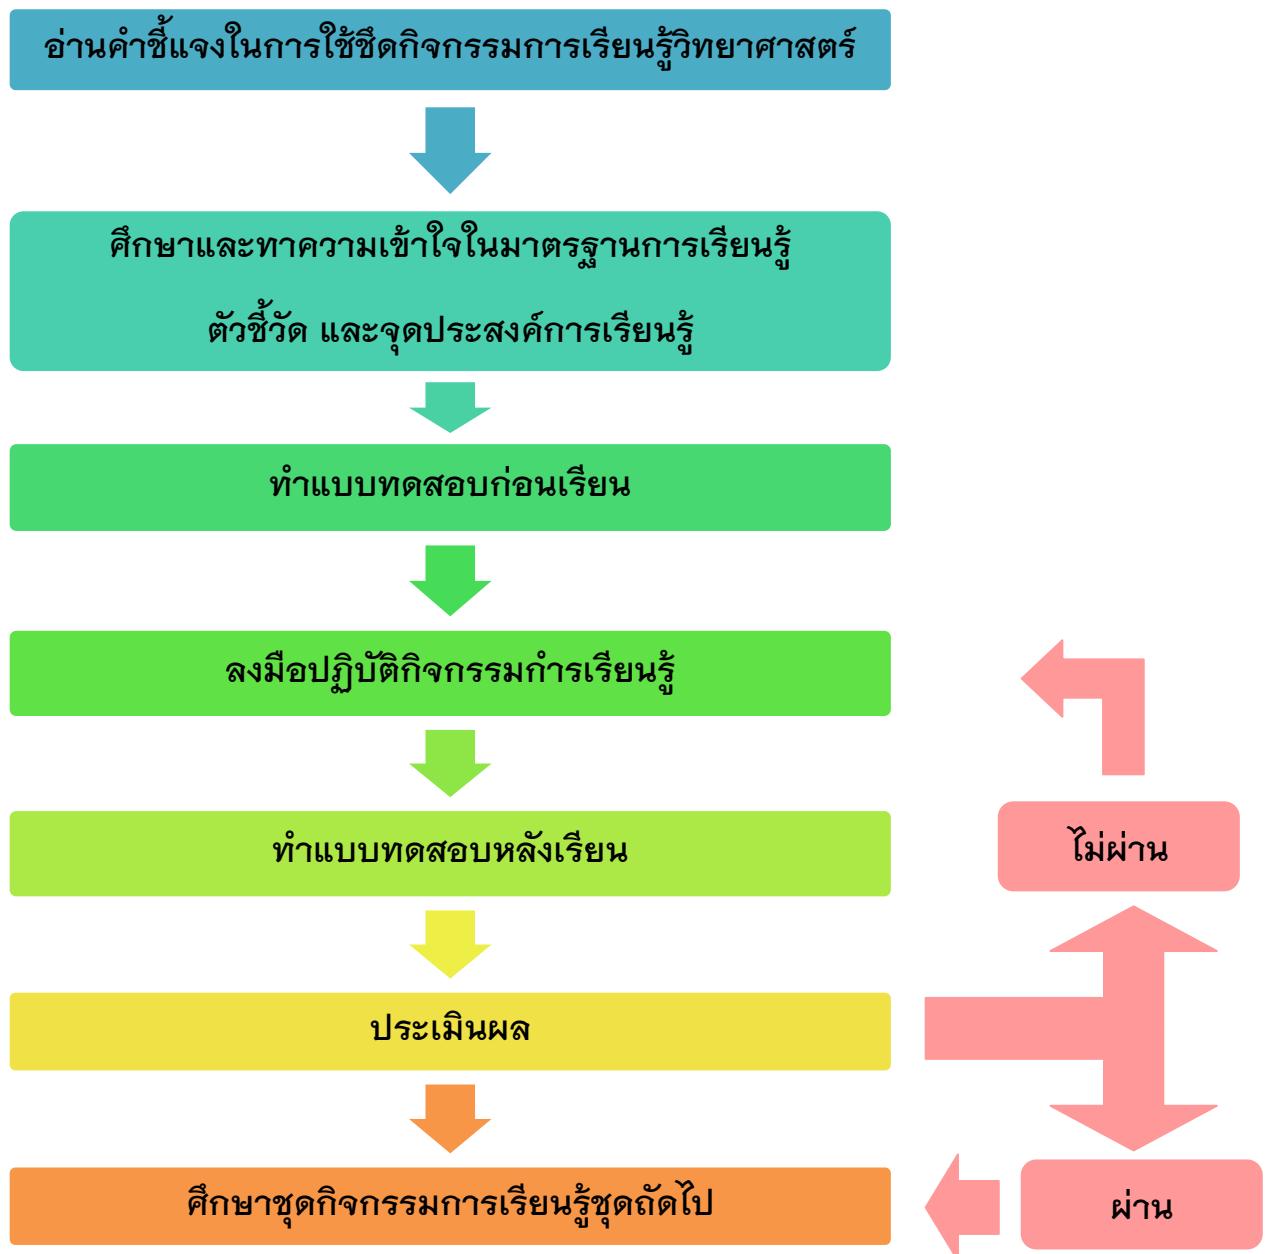 อ่านคำชี้แจงในการใช้ชึดกิจกรรมการเรียนรู้วิทยาศาสตร์
ศึกษาและทาความเข้าใจในมาตรฐานการเรียนรู้
ตัวชี้วัด และจุดประสงค์การเรียนรู้
ทำแบบทดสอบก่อนเรียน
ลงมือปฏิบัติกิจกรรมกำรเรียนรู้
ทำแบบทดสอบหลังเรียน
ไม่ผ่าน
ประเมินผล
ศึกษาชุดกิจกรรมการเรียนรู้ชุดถัดไป
ผ่าน